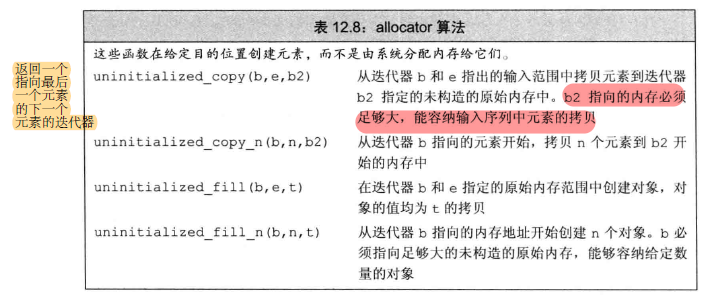 表 12.8：allocator 算法
这些函数在给定目的位置创建元素，而不是由系统分配内存给它们。
返回一个
指向最后
一个元素
的下一个
元素的迭代器
uninitialized_copy(b,e,b2)
从迭代器 b 和 e 指出的输入范围中拷贝元素到迭代器
b2 指定的未构造的原始内存中。b2 指向的内存必须
足够大，能容纳输入序列中元素的拷贝
uninitialized_copy_n(b,n,b2)
从迭代器 b 指向的元素开始，拷贝 n 个元素到 b2 开
始的内存中
uninitialized_fill(b,e,t)
在迭代器 b 和 e 指定的原始内存范围中创建对象，对
象的值均为 t 的拷贝
uninitialized_fill_n(b,n,t)
从迭代器 b 指向的内存地址开始创建 n 个对象。b 必
须指向足够大的未构造的原始内存，能够容纳给定数
量的对象